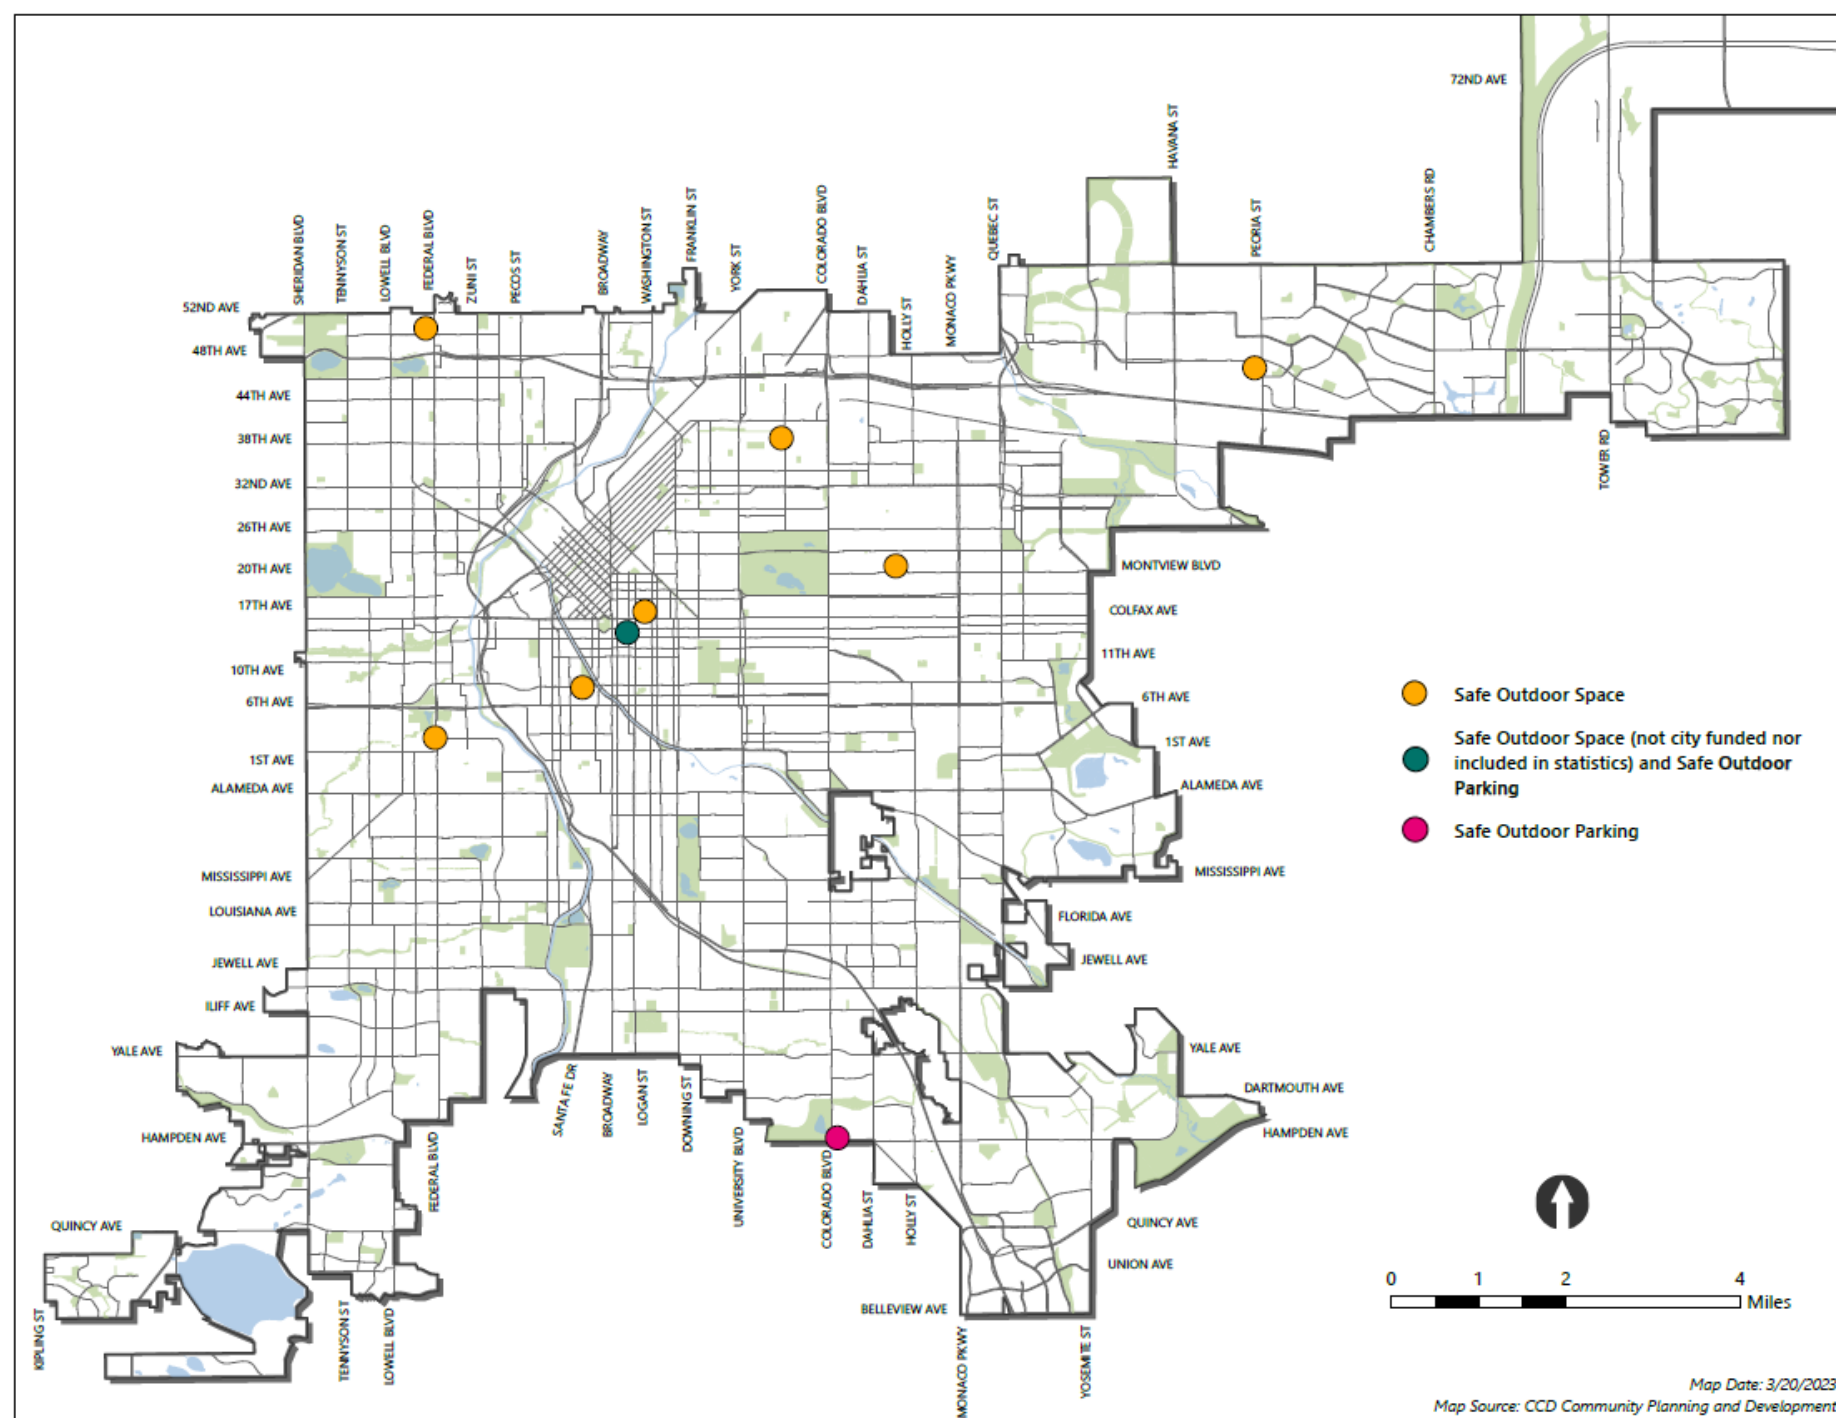 72ND AVE
HAVANA ST
CHAMBERS RD
PEORIA ST
SHERIDAN BLVD
TENNYSON ST
LOWELL BLVD
FEDERAL BLVD
ZUNI ST
PECOS ST
BROADWAY
WASHINGTON ST
FRANKLIN ST
YORK ST
COLORADO BLVD
DAHLIA ST
HOLLY ST
MONACO PKWY
QUEBEC ST
52ND AVE
48TH AVE
44TH AVE
38TH AVE
32ND AVE
26TH AVE
20TH AVE
17TH AVE
10TH AVE
6TH AVE
1ST AVE
ALAMEDA AVE
MISSISSIPPI AVE
LOUISIANA AVE
JEWELL AVE
ILIFF AVE
YALE AVE
HAMPDEN AVE
QUINCY AVE
TOWER RD
MONTVIEW BLVD
COLFAX AVE
11TH AVE
6TH AVE
1ST AVE
ALAMEDA AVE
MISSISSIPPI AVE
FLORIDA AVE
JEWELL AVE
YALE AVE
DARTMOUTH AVE
HAMPDEN AVE
QUINCY AVE
UNION AVE
BELLEVIEW AVE
KIPLING ST
TENNYSON ST
LOWELL BLVD
FEDERAL BLVD
SANTA FE DR
BROADWAY
LOGAN ST
DOWNING ST
UNIVERSITY BLVD
COLORADO BLVD
DAHLIA ST
HOLLY ST
MONACO PKWY
YOSEMITE ST
Safe Outdoor Space
Safe Outdoor Space (not city funded nor
included in statistics) and Safe Outdoor
Parking
Safe Outdoor Parking
0 1 2 4
Miles
Map Date: 3/20/2023
Map Source: CCD Community Planning and Development